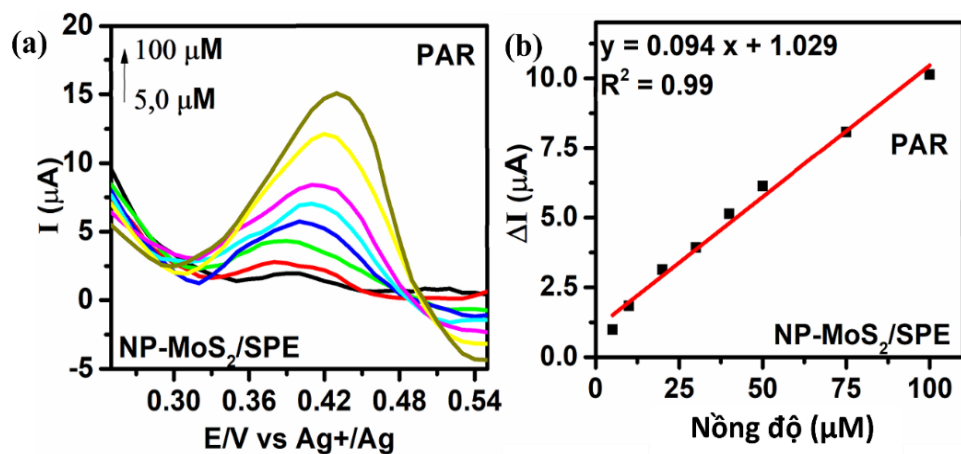 (a)
100 μM
5,0 μM
PAR
20
15
10
5
0
-5
I (μA)
NP-MoS₂/SPE
0.30 0.36 0.42 0.48 0.54
E/V vs Ag+/Ag
(b)
y = 0.094 x + 1.029
R² = 0.99
10.0
7.5
5.0
2.5
0.0
ΔI (μA)
PAR
NP-MoS₂/SPE
0 25 50 75 100
Nồng độ (μM)